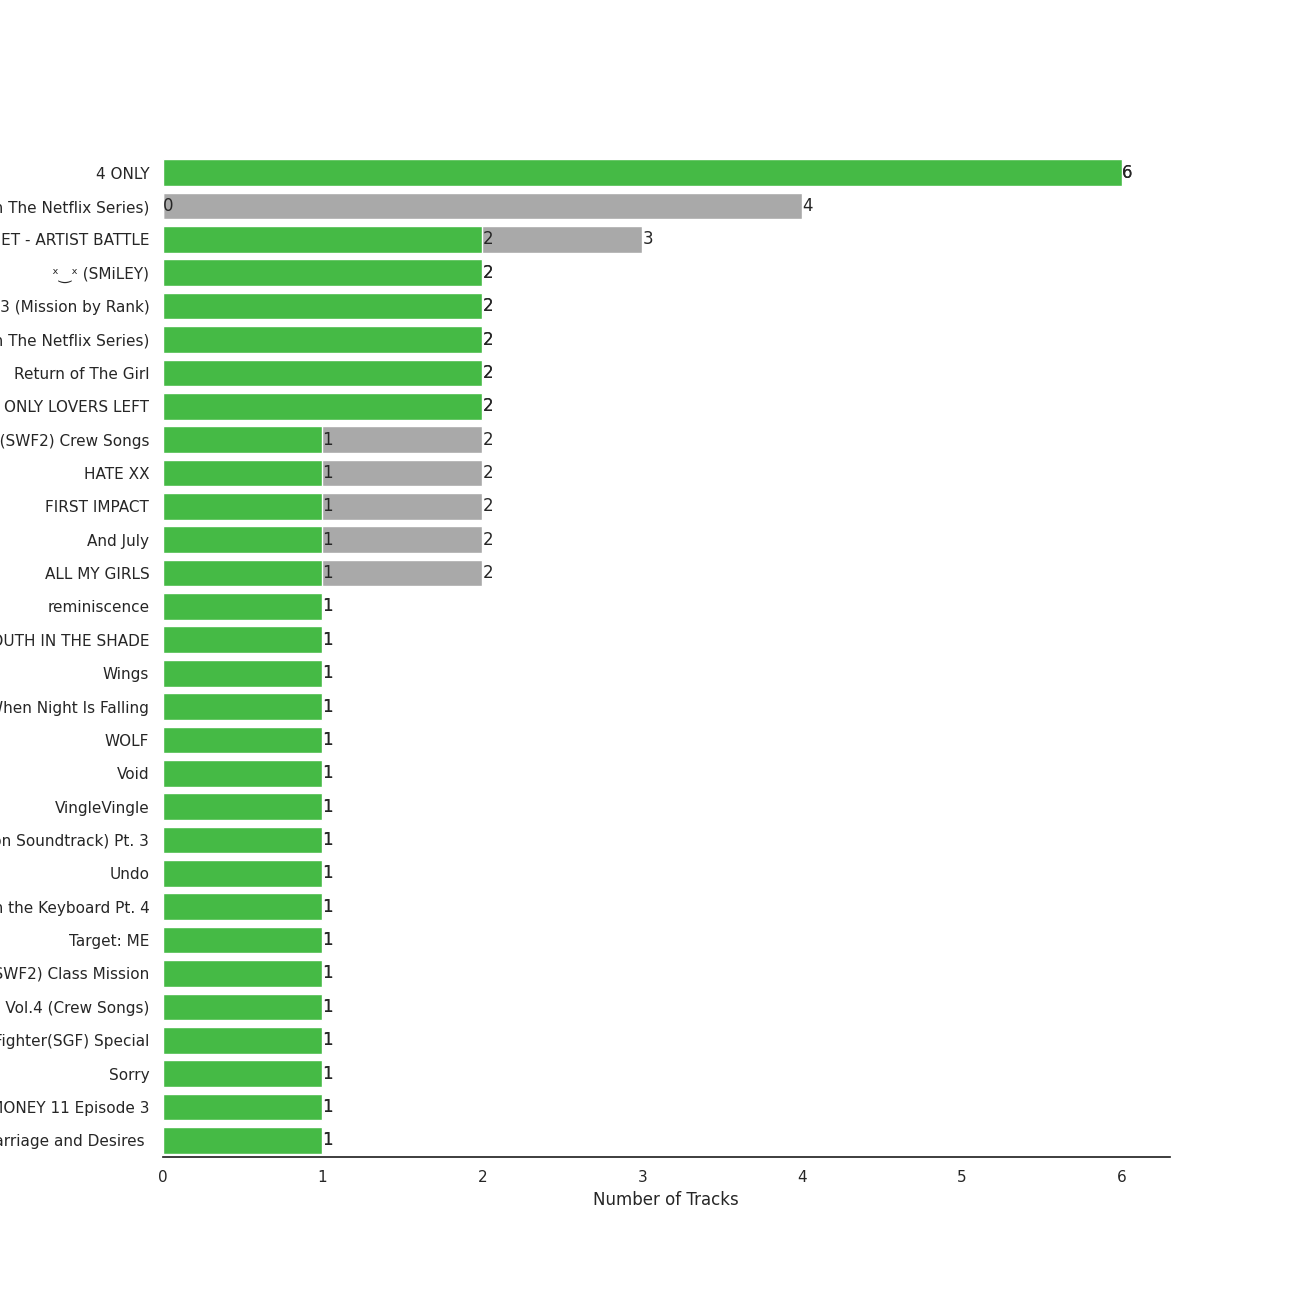 4 ONLY 6
The Netflix Series) 0 4
ET - ARTIST BATTLE 2 3
ˣ‿ˣ (SMiLEY) 2
3 (Mission by Rank) 2
The Netflix Series) 2
Return of The Girl 2
ONLY LOVERS LEFT 2
(SWF2) Crew Songs 1 2
HATE XX 1 2
FIRST IMPACT 1 2
And July 1 2
ALL MY GIRLS 1 2
reminiscence 1
OUTH IN THE SHADE 1
Wings 1
When Night Is Falling 1
WOLF 1
Void 1
VingleVingle 1
on Soundtrack) Pt. 3 1
Undo 1
the Keyboard Pt. 4 1
Target: ME 1
SWF2) Class Mission 1
Vol.4 (Crew Songs) 1
Fighter(SGF) Special 1
Sorry 1
MONEY 11 Episode 3 1
arriage and Desires 1
0 1 2 3 4 5 6
Number of Tracks